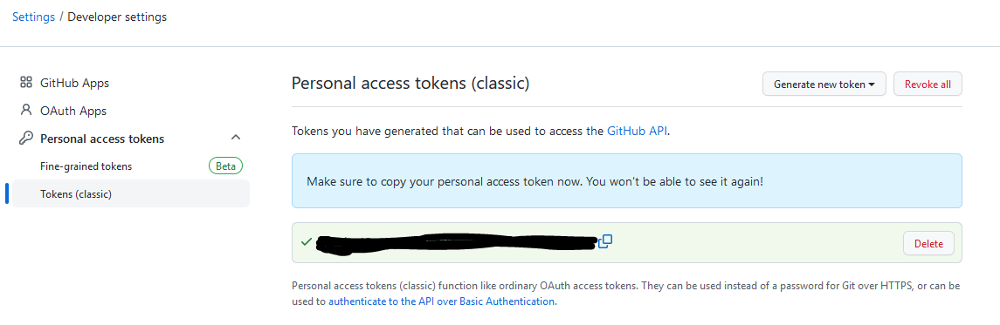 Settings / Developer settings
GitHub Apps
OAuth Apps
Personal access tokens
Fine-grained tokens Beta
Tokens (classic)
Personal access tokens (classic)
Generate new token
Revoke all
Tokens you have generated that can be used to access the GitHub API.
Make sure to copy your personal access token now. You won't be able to see it again!
Delete
Personal access tokens (classic) function like ordinary OAuth access tokens. They can be used instead of a password for Git over HTTPS, or can be
used to authenticate to the API over Basic Authentication.